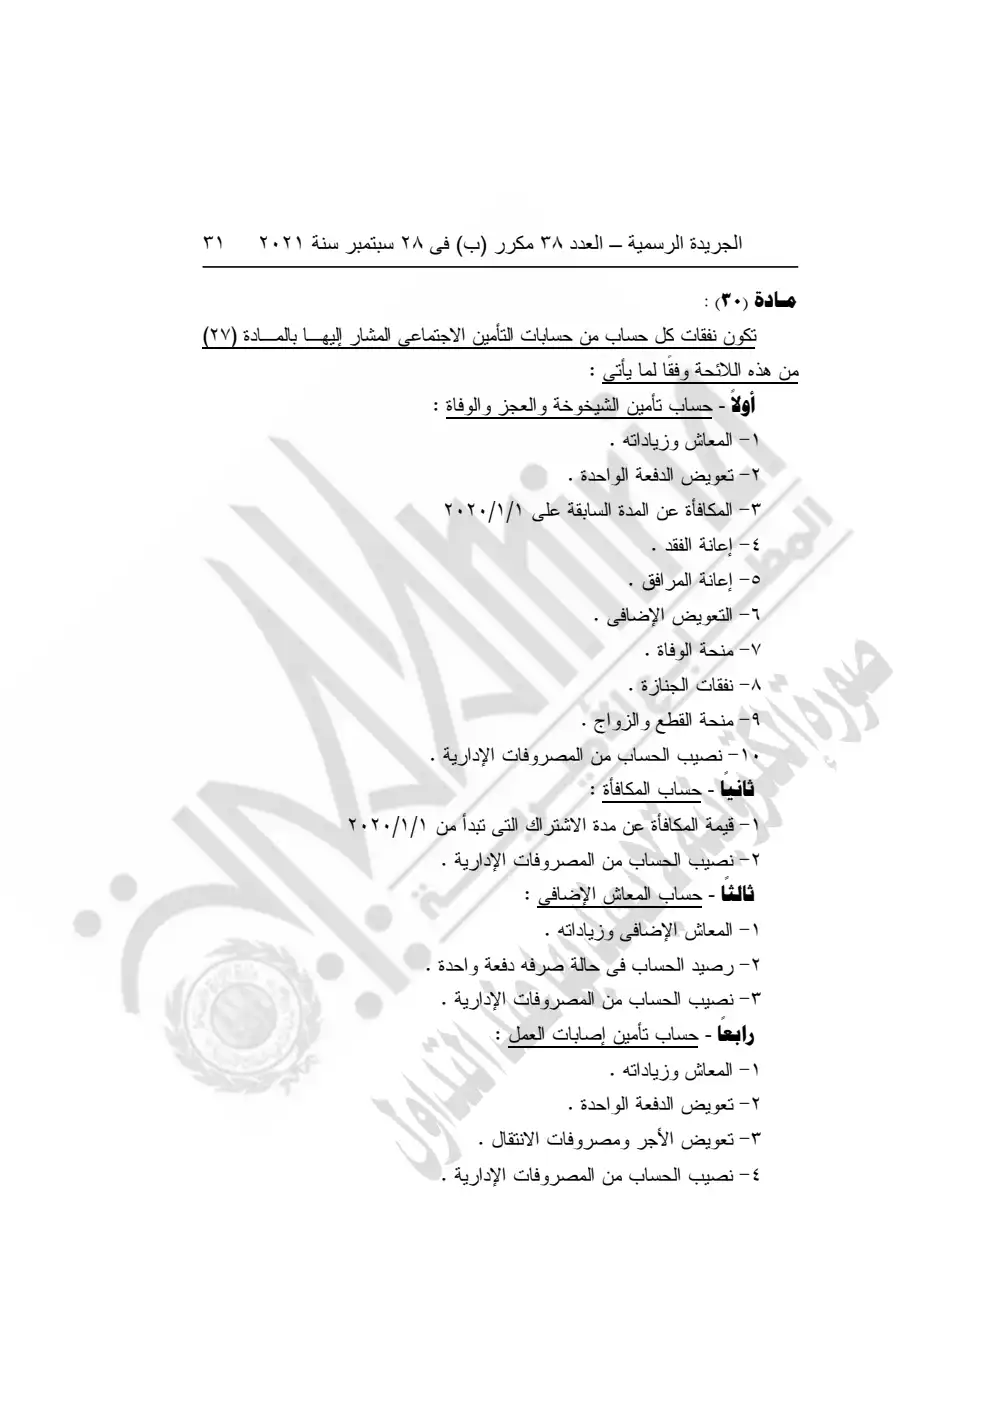 الجريدة الرسمية – العدد ٣٨ مكرر (ب) فى ٢٨ سبتمبر سنة ٢٠٢١ ٣١
مادة (٣٠) :
تكون نفقات كل حساب من حسابات التأمين الاجتماعى المشار إليها بالمادة (٢٧)
من هذه اللائحة وفقًا لما يأتى :
أولاً - حساب تأمين الشيخوخة والعجز والوفاة :
١- المعاش وزياداته .
٢- تعويض الدفعة الواحدة .
٣- المكافأة عن المدة السابقة على ٢٠٢٠/١/١
٤- إعانة الفقد .
٥- إعانة المرافق .
٦- التعويض الإضافى .
٧- منحة الوفاة .
٨- نفقات الجنازة .
٩- منحة القطع والزواج .
١٠- نصيب الحساب من المصروفات الإدارية .
ثانياً - حساب المكافأة :
١- قيمة المكافأة عن مدة الاشتراك التى تبدأ من ٢٠٢٠/١/١
٢- نصيب الحساب من المصروفات الإدارية .
ثالثاً - حساب المعاش الإضافى :
١- المعاش الإضافى وزياداته .
٢- رصيد الحساب فى حالة صرفه دفعة واحدة .
٣- نصيب الحساب من المصروفات الإدارية .
رابعاً - حساب تأمين إصابات العمل :
١- المعاش وزياداته .
٢- تعويض الدفعة الواحدة .
٣- تعويض الأجر ومصروفات الانتقال .
٤- نصيب الحساب من المصروفات الإدارية .